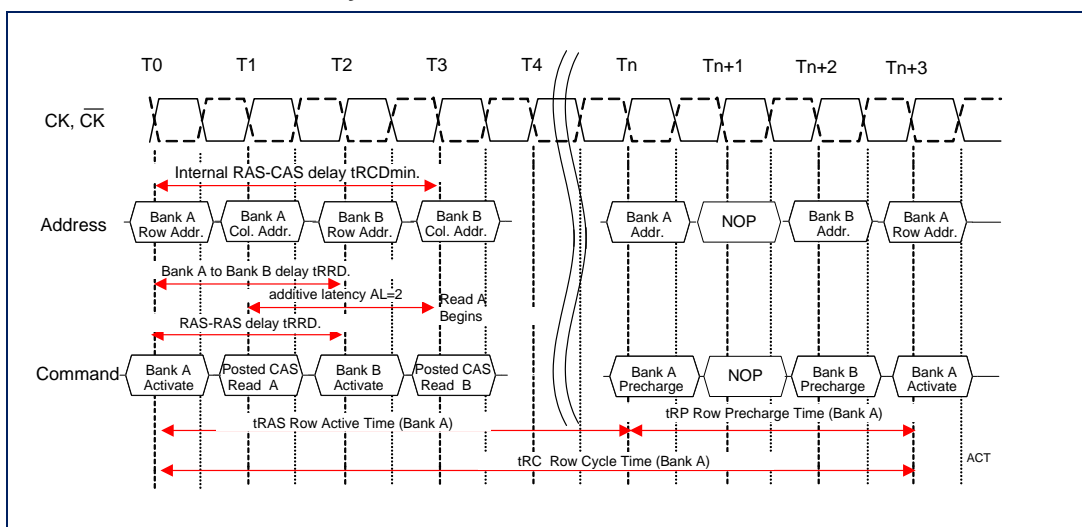 T0 T1 T2 T3 T4 Tn Tn+1 Tn+2 Tn+3
CK, CK
Internal RAS-CAS delay tRCDmin.
Address
Bank A
Row Addr.
Bank A
Col. Addr.
Bank B
Row Addr.
Bank B
Col. Addr.
Bank A
Addr.
NOP
Bank B
Addr.
Bank A
Row Addr.
Bank A to Bank B delay tRRD.
additive latency AL=2
Read A
Begins
RAS-RAS delay tRRD.
Command
Bank A
Activate
Posted CAS
Read A
Bank B
Activate
Posted CAS
Read B
Bank A
Precharge
NOP
Bank B
Precharge
Bank A
Activate
tRAS Row Active Time (Bank A)
tRP Row Precharge Time (Bank A)
tRC Row Cycle Time (Bank A)
ACT